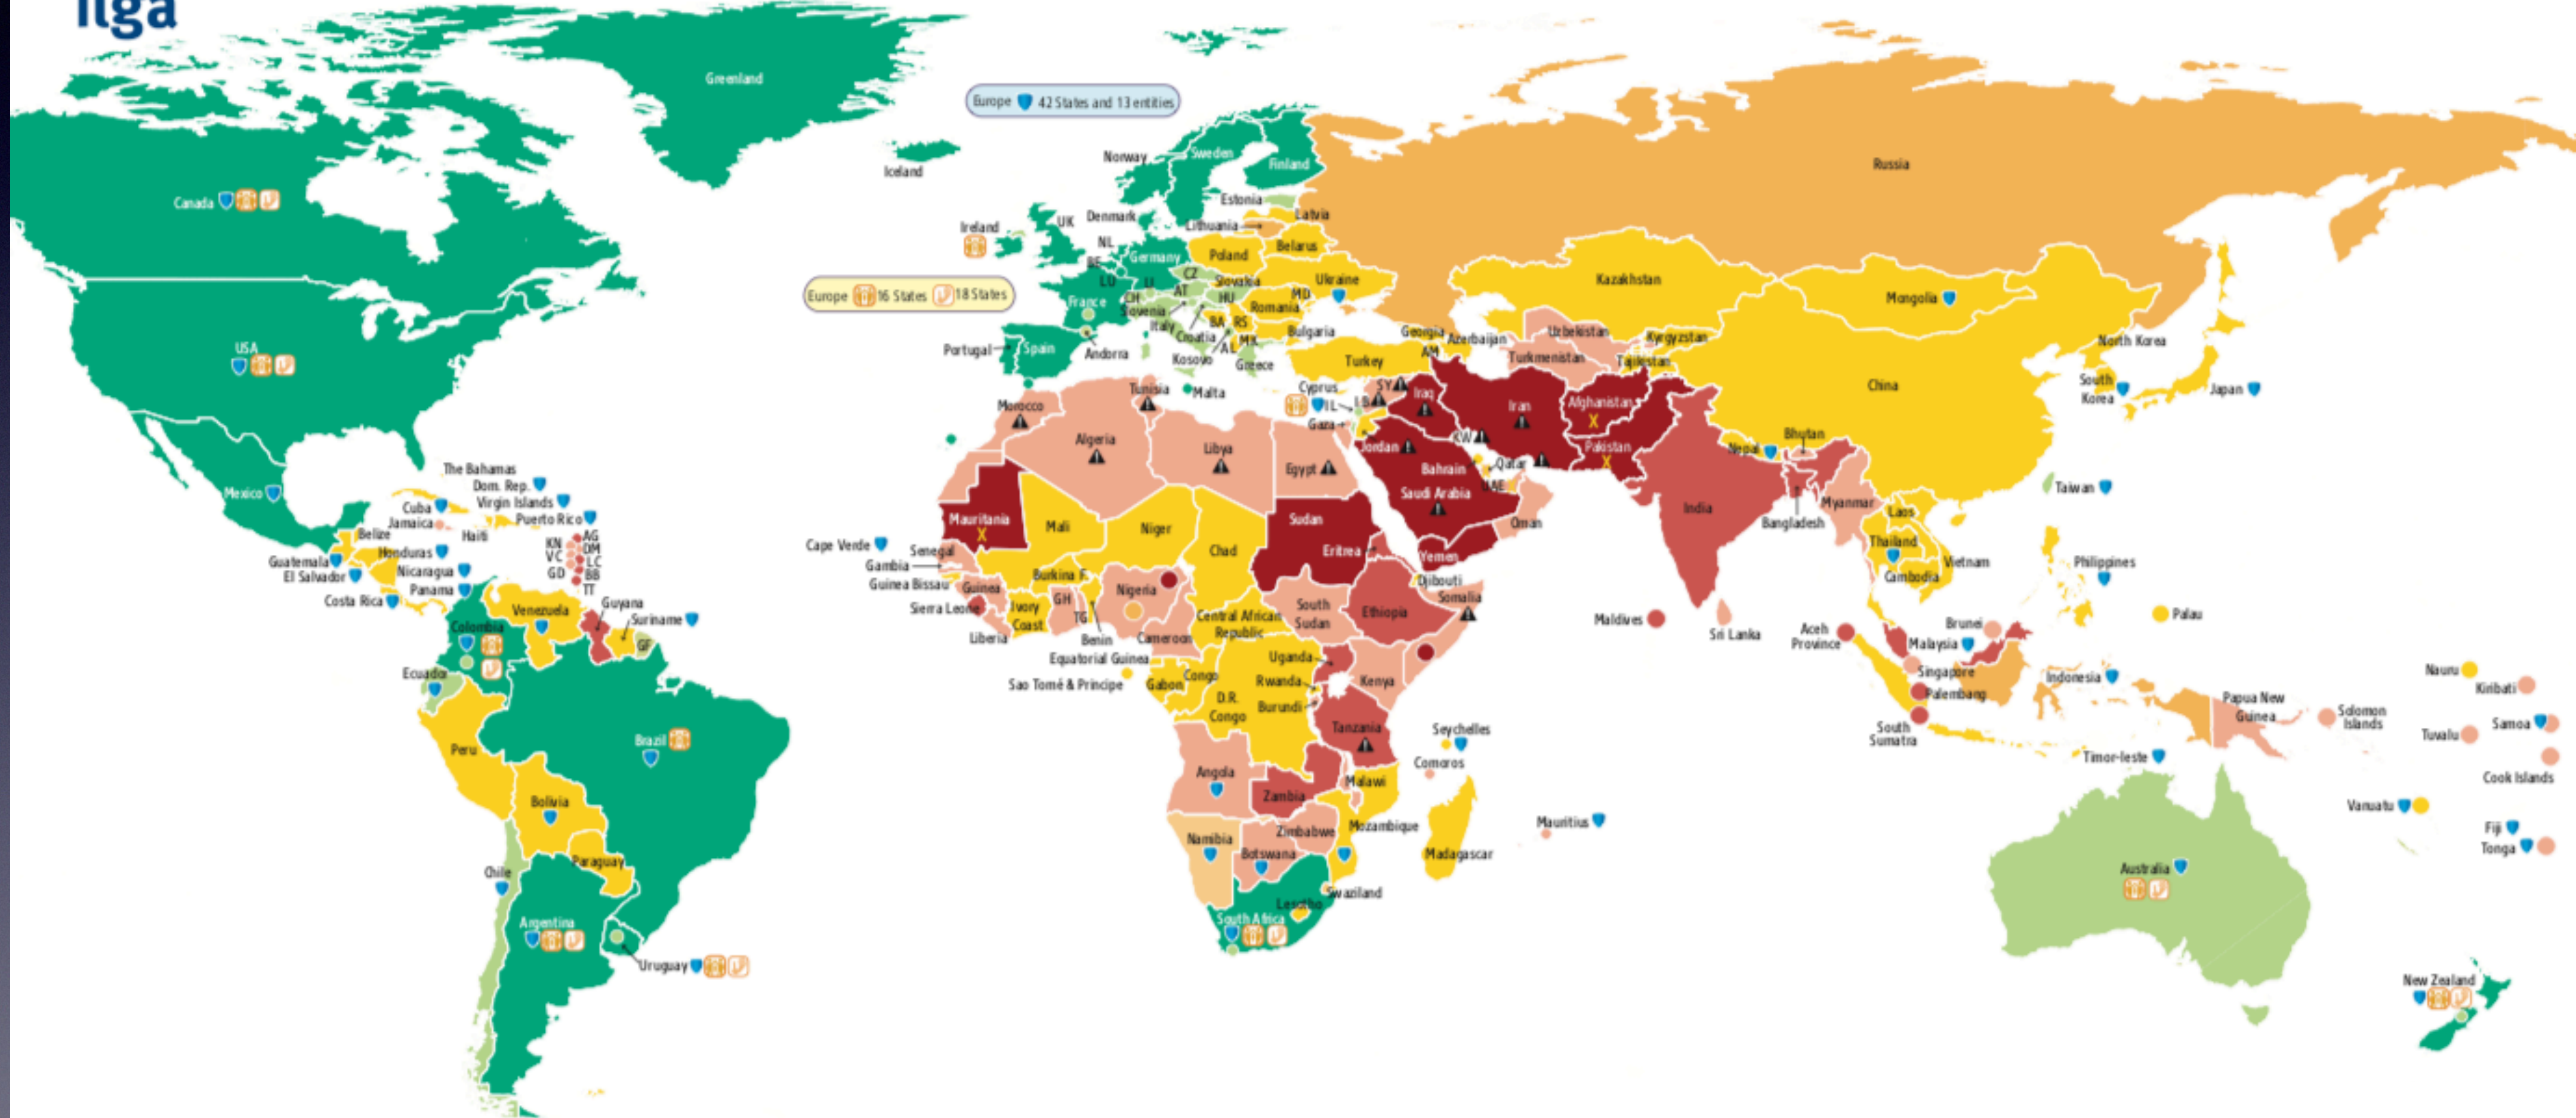 ilga
Greenland
Europe 42 States and 13 entities
Iceland
Norway
Sweden
Finland
Russia
Canada
Estonia
Latvia
Lithuania
Ireland
UK
Denmark
NL
BE
LU
Germany
Poland
Belarus
CZ
Slovakia
Ukraine
LI
AT
CH
HU
MD
Romania
France
Slovenia
Italy
Croatia
BA
RS
Bulgaria
Kosovo
AL
MK
Greece
Europe 16 States 18 States
Portugal
Spain
Andorra
Malta
Kazakhstan
Mongolia
Georgia
Azerbaijan
AM
Uzbekistan
Kyrgyzstan
Turkmenistan
Tajikistan
Turkey
North Korea
South
Korea
Japan
China
USA
Mexico
The Bahamas
Dom. Rep.
Virgin Islands
Puerto Rico
Cuba
Jamaica
Haiti
Belize
Honduras
Guatemala
El Salvador
Nicaragua
Costa Rica
Panama
KN
VC
GD
AG
DM
LC
BB
TT
Guyana
Suriname
GF
Venezuela
Colombia
Ecuador
Peru
Brazil
Bolivia
Paraguay
Chile
Argentina
Uruguay
Tunisia
Morocco
Algeria
Libya
Egypt
Cyprus
SY
LB
IL
Gaza
Iraq
Iran
Afghanistan
X
Pakistan
X
Jordan
KW
Bahrain
Qatar
UAE
Saudi Arabia
Oman
Yemen
Nepal
Bhutan
India
Bangladesh
Myanmar
Laos
Thailand
Vietnam
Cambodia
Taiwan
Philippines
Palau
Mauritania
X
Mali
Niger
Chad
Sudan
Eritrea
Djibouti
Somalia
Ethiopia
South
Sudan
Cape Verde
Senegal
Gambia
Guinea Bissau
Guinea
Sierra Leone
Liberia
Ivory
Coast
Burkina F.
GH
TG
Benin
Nigeria
Cameroon
Central African
Republic
Equatorial Guinea
Sao Tomé & Principe
Gabon
Congo
D.R.
Congo
Uganda
Rwanda
Burundi
Kenya
Tanzania
Seychelles
Comoros
Angola
Zambia
Malawi
Mozambique
Zimbabwe
Namibia
Botswana
Madagascar
Mauritius
Swaziland
Lesotho
South Africa
Maldives
Sri Lanka
Aceh
Province
Brunei
Malaysia
Singapore
Palembang
South
Sumatra
Indonesia
Timor-leste
Papua New
Guinea
Solomon
Islands
Nauru
Kiribati
Tuvalu
Samoa
Cook Islands
Vanuatu
Fiji
Tonga
Australia
New Zealand